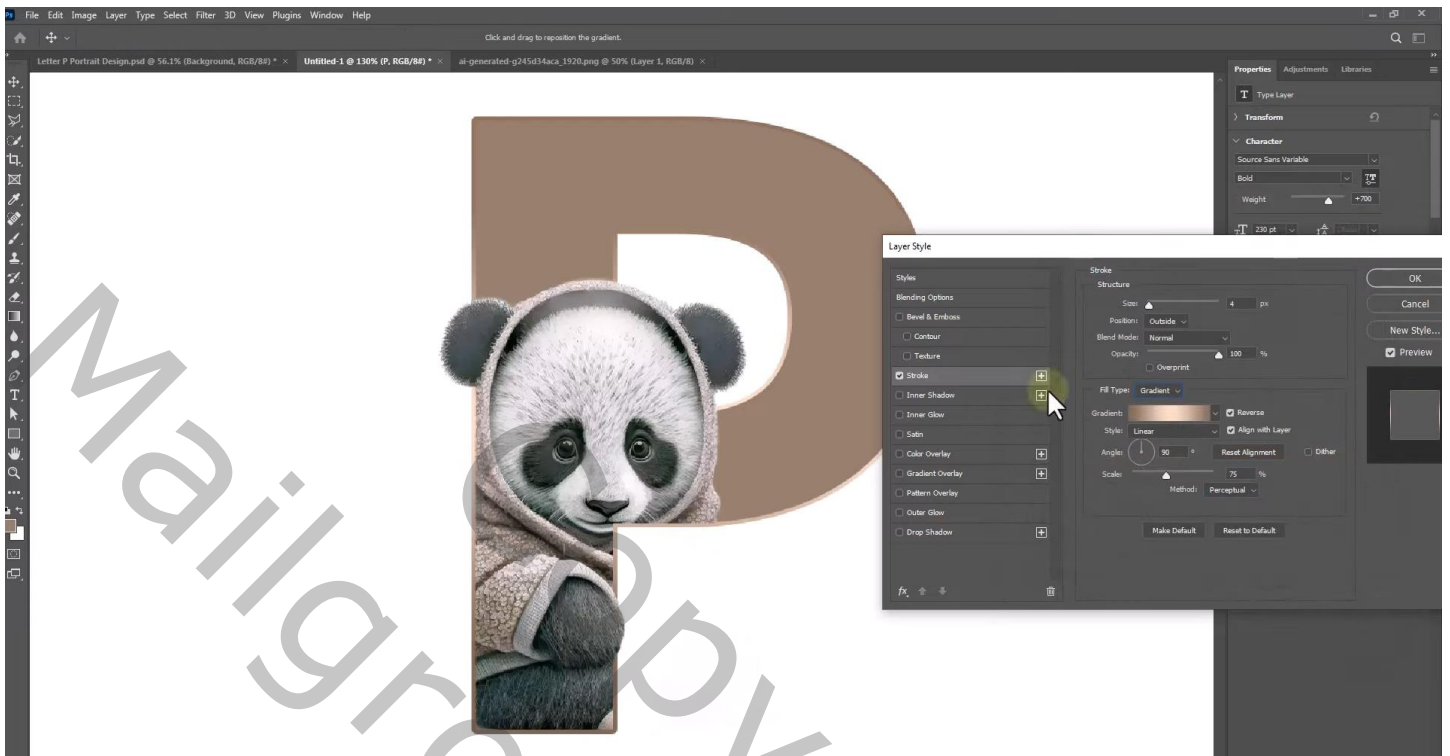 Ps File Edit Image Layer Type Select Filter 3D View Plugins Window Help
Click and drag to reposition the gradient.
Letter P Portrait Design.psd @ 56.1% (Background, RGB/8#) * × Untitled-1 @ 130% (P, RGB/8#) * × ai-generated-g245d34aca_1920.png @ 50% (Layer 1, RGB/8) ×
Properties Adjustments Libraries
T Type Layer
Transform
Character
Source Sans Variable
Bold
Weight +700
230 pt
P
Layer Style
Styles
Blending Options
Bevel & Emboss
Contour
Texture
Stroke
Inner Shadow
Inner Glow
Satin
Color Overlay
Gradient Overlay
Pattern Overlay
Outer Glow
Drop Shadow
fx
Stroke
Structure
Size: 4 px
Position: Outside
Blend Mode: Normal
Opacity: 100 %
Overprint
Fill Type: Gradient
Gradient: Reverse
Style: Linear Align with Layer
Angle: 90 ° Reset Alignment Dither
Scale: 75 %
Method: Perceptual
Make Default Reset to Default
OK
Cancel
New Style...
Preview